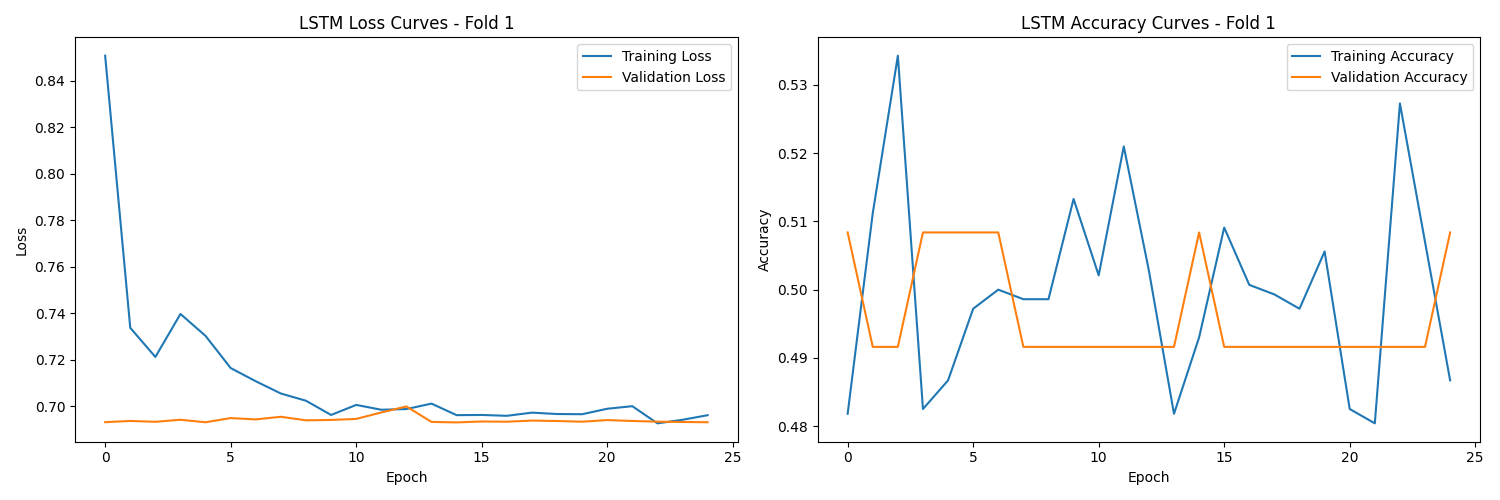 LSTM Loss Curves - Fold 1
Training Loss
Validation Loss
0.84
0.82
0.80
0.78
0.76
0.74
0.72
0.70
Loss
0 5 10 15 20 25
Epoch
LSTM Accuracy Curves - Fold 1
Training Accuracy
Validation Accuracy
0.53
0.52
0.51
0.50
0.49
0.48
Accuracy
0 5 10 15 20 25
Epoch